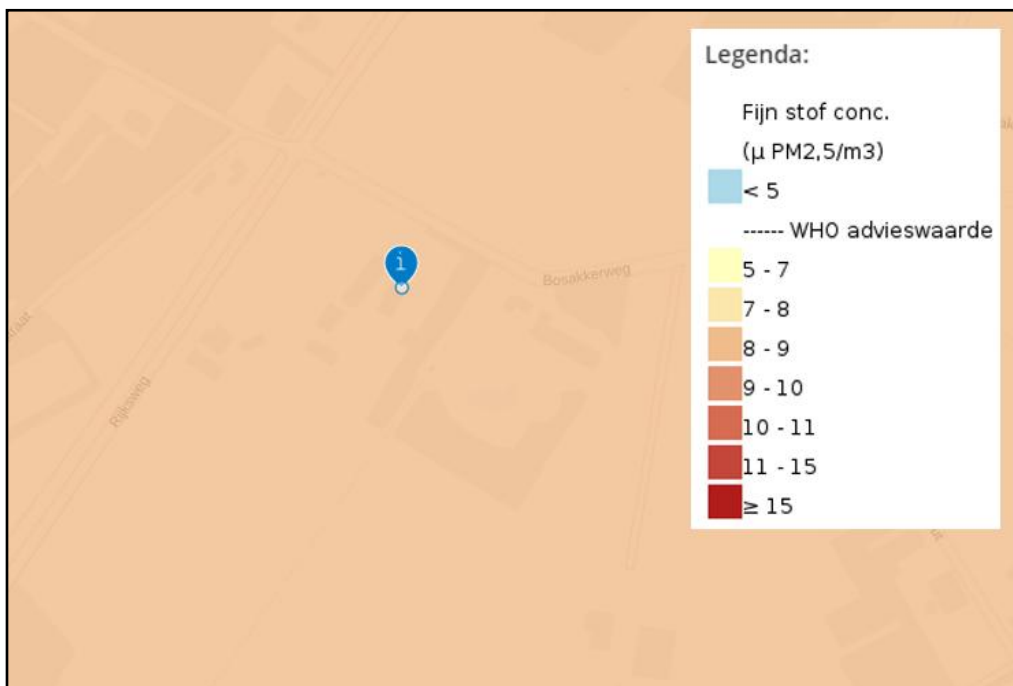 Legenda:
Fijn stof conc.
(μ PM2,5/m3)
< 5
------ WHO advieswaarde
5 - 7
7 - 8
8 - 9
9 - 10
10 - 11
11 - 15
≥ 15
i
Bosakkerweg
Rijksweg